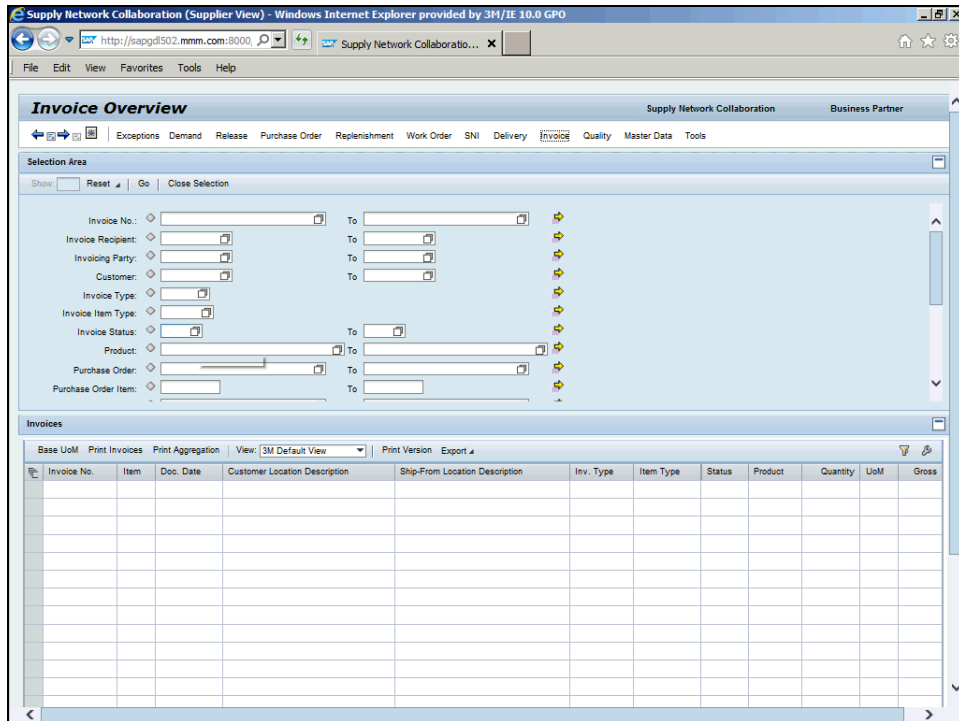 Supply Network Collaboration (Supplier View) - Windows Internet Explorer provided by 3M/IE 10.0 GPO
http://sapgdl502.mmm.com:8000, Supply Network Collaboratio...
File Edit View Favorites Tools Help
Invoice Overview Supply Network Collaboration Business Partner
Exceptions Demand Release Purchase Order Replenishment Work Order SNI Delivery Invoice Quality Master Data Tools
Selection Area
Show: Reset Go Close Selection
Invoice No.: To
Invoice Recipient: To
Invoicing Party: To
Customer: To
Invoice Type:
Invoice Item Type:
Invoice Status: To
Product: To
Purchase Order: To
Purchase Order Item: To
Invoices
Base UoM Print Invoices Print Aggregation View: 3M Default View Print Version Export
Invoice No. Item Doc. Date Customer Location Description Ship-From Location Description Inv. Type Item Type Status Product Quantity UoM Gross